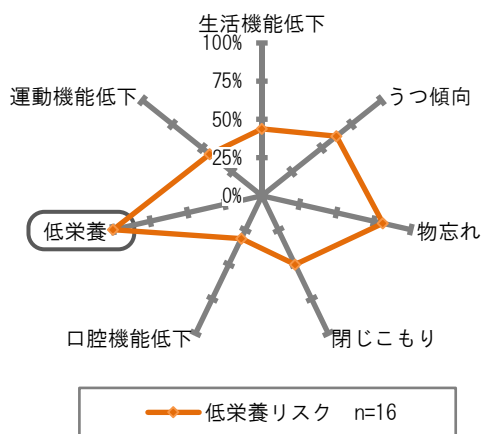 生活機能低下
100%
75%
50%
25%
0%
うつ傾向
物忘れ
閉じこもり
口腔機能低下
低栄養
運動機能低下
低栄養リスク n=16